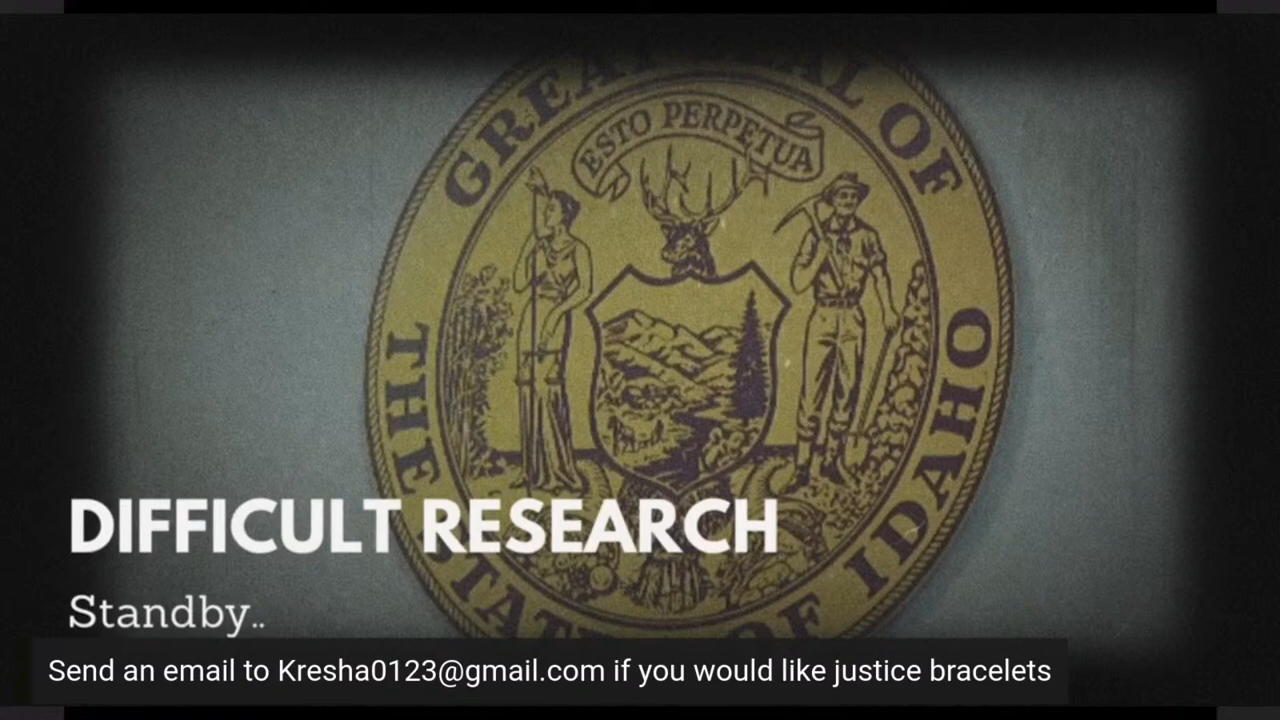 ESTO PERPETUA
GREAT SEAL OF
THE STATE OF IDAHO
DIFFICULT RESEARCH
Standby..
Send an email to Kresha0123@gmail.com if you would like justice bracelets